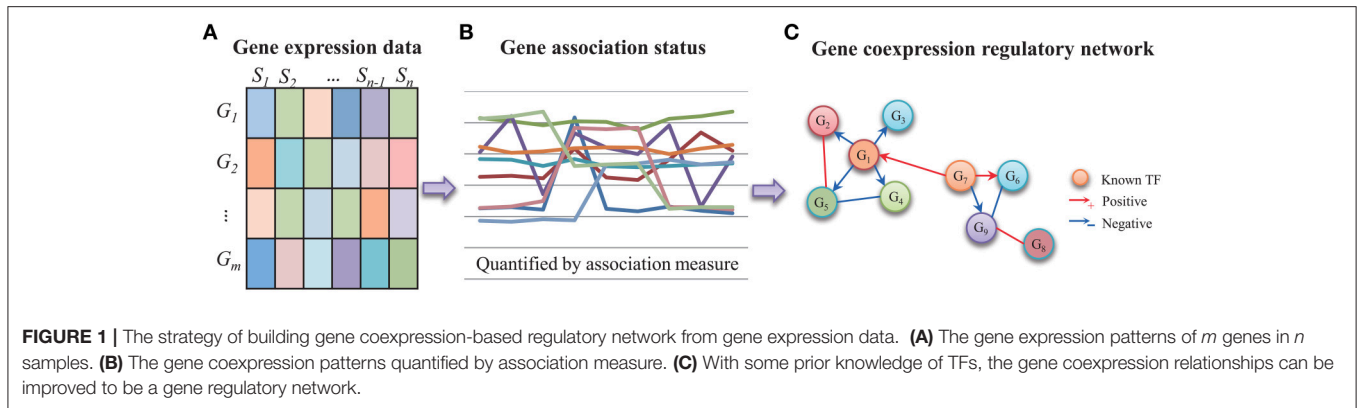 A
Gene expression data
S1 S2 ... Sn-1 Sn
G1
G2
⋮
Gm
B
Gene association status
Quantified by association measure
C
Gene coexpression regulatory network
G2
G3
G1
G5
G4
G7
G6
G9
G8
Known TF
+ Positive
- Negative
FIGURE 1 | The strategy of building gene coexpression-based regulatory network from gene expression data. (A) The gene expression patterns of m genes in n
samples. (B) The gene coexpression patterns quantified by association measure. (C) With some prior knowledge of TFs, the gene coexpression relationships can be
improved to be a gene regulatory network.